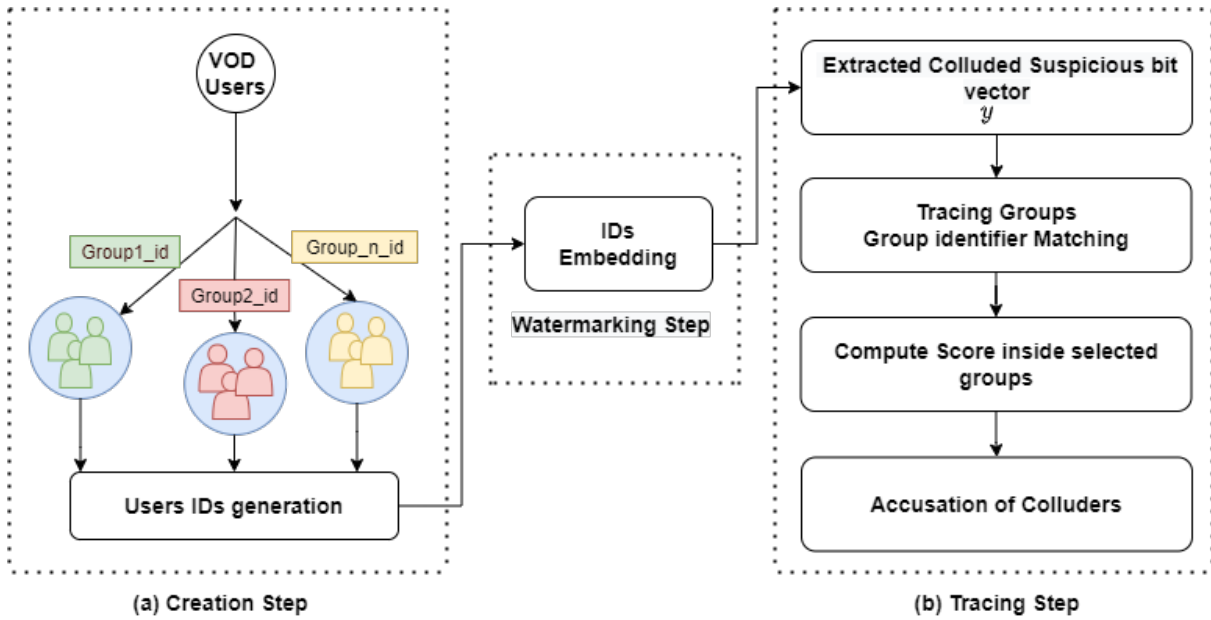 VOD
Users
Group1_id
Group2_id
Group_n_id
Users IDs generation
(a) Creation Step
IDs
Embedding
Watermarking Step
Extracted Colluded Suspicious bit
vector
y
Tracing Groups
Group identifier Matching
Compute Score inside selected
groups
Accusation of Colluders
(b) Tracing Step